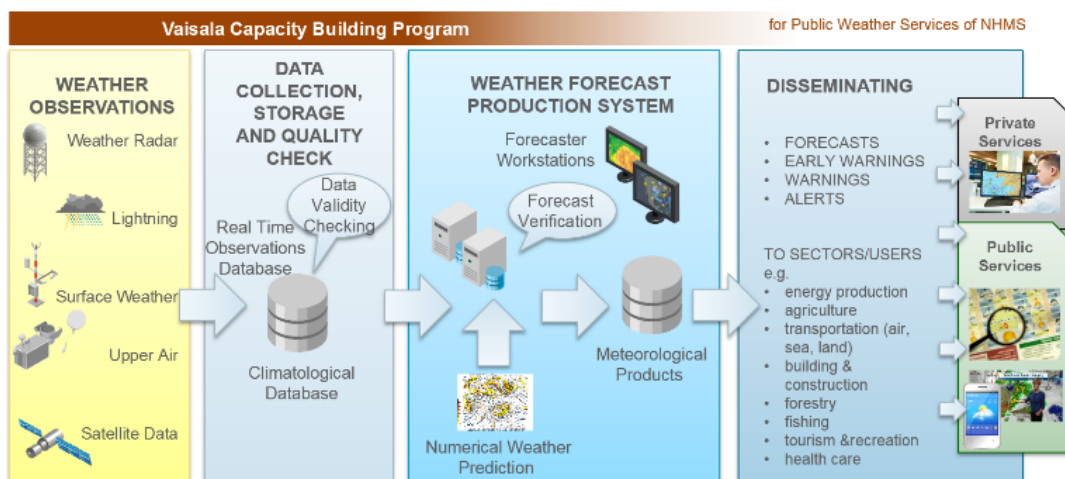 Vaisala Capacity Building Program
for Public Weather Services of NHMS
WEATHER
OBSERVATIONS
Weather Radar
Lightning
Surface Weather
Upper Air
Satellite Data
DATA
COLLECTION,
STORAGE
AND QUALITY
CHECK
Data
Validity
Checking
Real Time
Observations
Database
Climatological
Database
WEATHER FORECAST
PRODUCTION SYSTEM
Forecaster
Workstations
Forecast
Verification
Meteorological
Products
Numerical Weather
Prediction
DISSEMINATING
• FORECASTS
• EARLY WARNINGS
• WARNINGS
• ALERTS
TO SECTORS/USERS
e.g.
• energy production
• agriculture
• transportation (air,
sea, land)
• building &
construction
• forestry
• fishing
• tourism &recreation
• health care
Private
Services
Public
Services